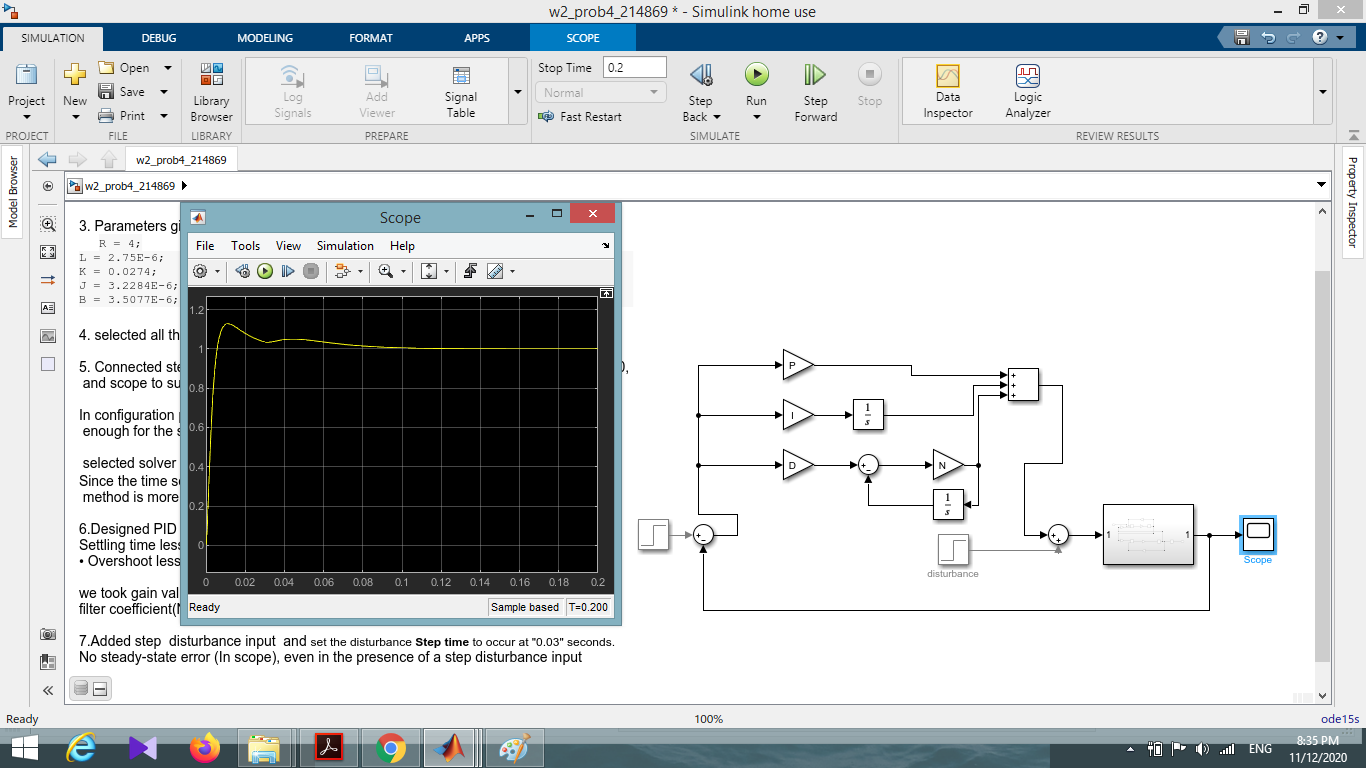 w2_prob4_214869 * - Simulink home use
SIMULATION DEBUG MODELING FORMAT APPS SCOPE
Project
New
Open
Save
Print
Library Browser
Log Signals
Add Viewer
Signal Table
Stop Time 0.2
Normal
Fast Restart
Step Back
Run
Step Forward
Stop
Data Inspector
Logic Analyzer
PROJECT FILE LIBRARY PREPARE SIMULATE REVIEW RESULTS
Model Browser
w2_prob4_214869
w2_prob4_214869
Property Inspector
3. Parameters gi
R = 4;
L = 2.75E-6;
K = 0.0274;
J = 3.2284E-6;
B = 3.5077E-6;
4. selected all th
5. Connected ste 0,
and scope to su
In configuration p
enough for the s
selected solver
Since the time s
method is more
6.Designed PID
Settling time less
• Overshoot less
we took gain val
filter coefficient(N
7.Added step disturbance input and set the disturbance Step time to occur at "0.03" seconds.
No steady-state error (In scope), even in the presence of a step disturbance input
Scope
File Tools View Simulation Help
1.2
1
0.8
0.6
0.4
0.2
0
0 0.02 0.04 0.06 0.08 0.1 0.12 0.14 0.16 0.18 0.2
Ready Sample based T=0.200
P
I
1
s
D
N
1
s
disturbance
1 1
Scope
Ready 100% ode15s
ENG
8:35 PM
11/12/2020